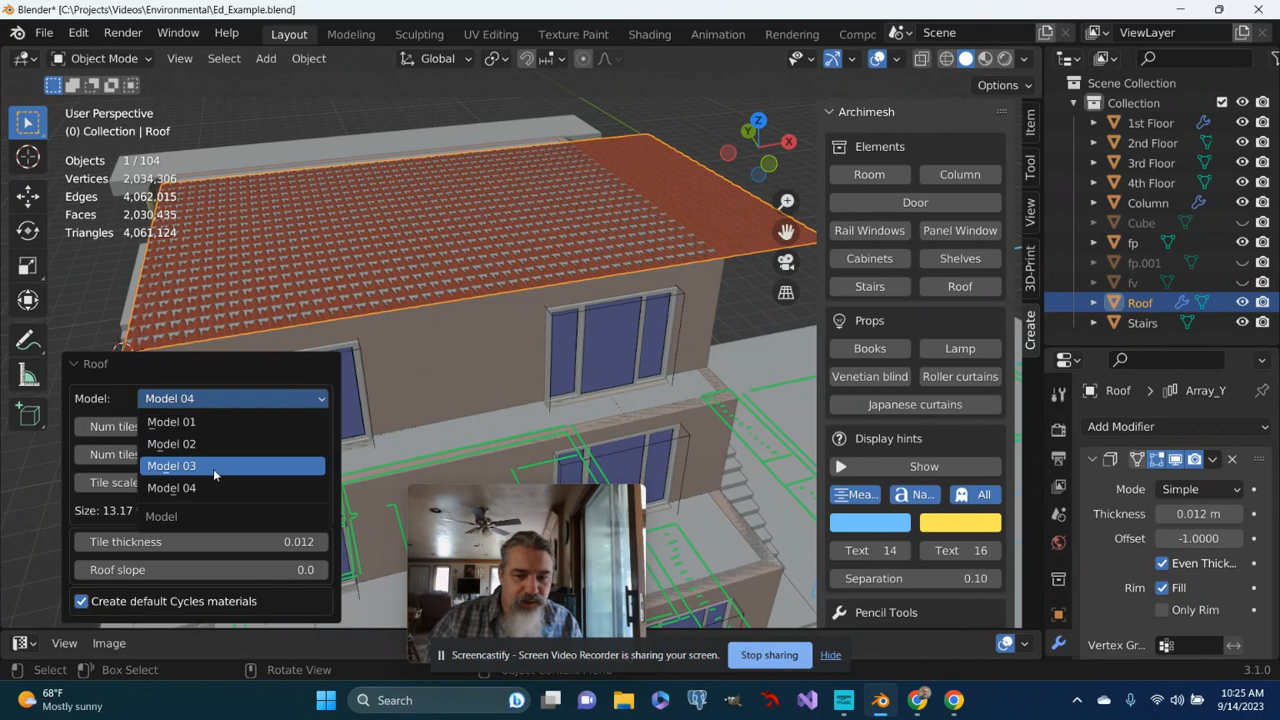 Blender* [C:\Projects\Videos\Environmental\Ed_Example.blend]
File Edit Render Window Help Layout Modeling Sculpting UV Editing Texture Paint Shading Animation Rendering Compo Scene ViewLayer
Object Mode View Select Add Object Global
Options
User Perspective
(0) Collection | Roof
Objects 1 / 104
Vertices 2,034,306
Edges 4,062,015
Faces 2,030,435
Triangles 4,061,124
Z
Y
X
Roof
Model: Model 04
Model 01
Model 02
Model 03
Model 04
Model
Num tiles
Num tiles
Tile scale
Size: 13.17
Tile thickness 0.012
Roof slope 0.0
Create default Cycles materials
Archimesh
Elements
Room Column
Door
Rail Windows Panel Window
Cabinets Shelves
Stairs Roof
Props
Books Lamp
Venetian blind Roller curtains
Japanese curtains
Display hints
Show
Mea... Na... All
Text 14 Text 16
Separation 0.10
Pencil Tools
Item
Tool
View
3D-Print
Create
Scene Collection
Collection
1st Floor
2nd Floor
3rd Floor
4th Floor
Column
Cube
fp
fp.001
fv
Roof
Stairs
Roof Array_Y
Add Modifier
Mode Simple
Thickness 0.012 m
Offset -1.0000
Even Thick...
Rim Fill
Only Rim
Vertex Gr...
View Image
Screencastify - Screen Video Recorder is sharing your screen. Stop sharing Hide
Select Box Select Rotate View Object Context Menu 3.1.0
68°F
Mostly sunny
Search
10:25 AM
9/14/2023